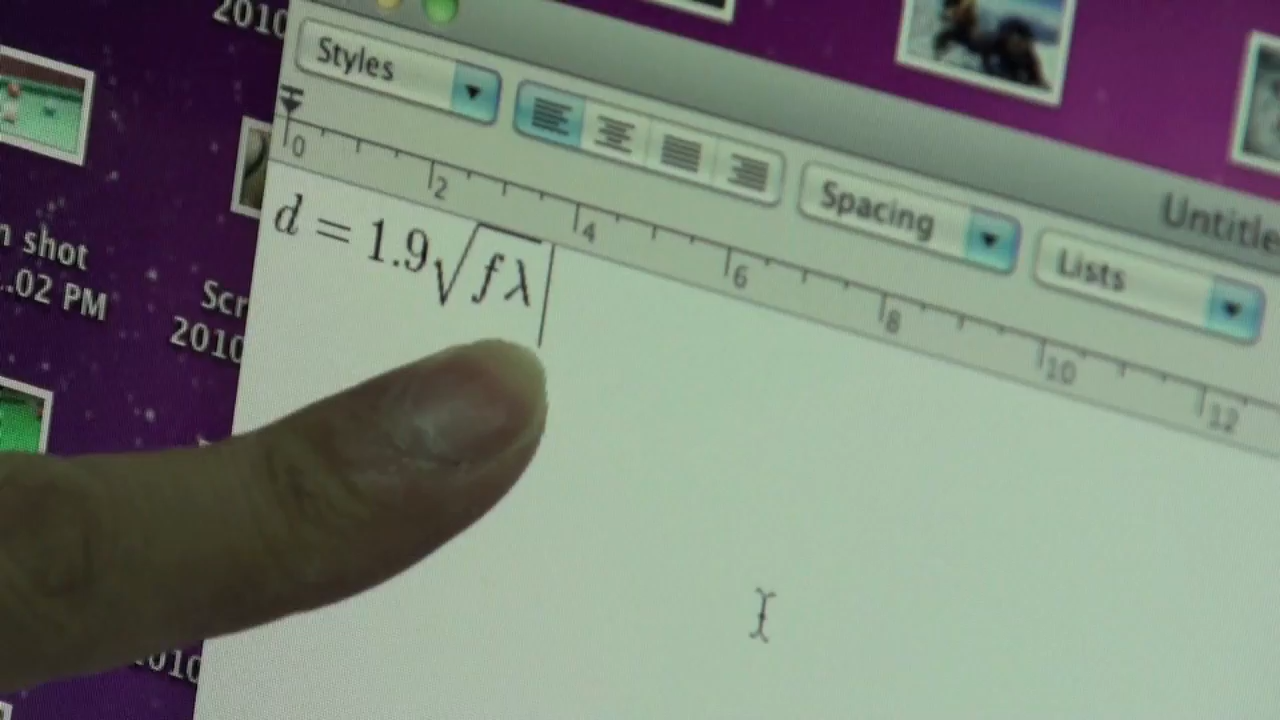 2010
Styles
Spacing
Lists
Untitle
0 2 4 6 8 10 12
d = 1.9√fλ
n shot
.02 PM
Scr
2010
2010